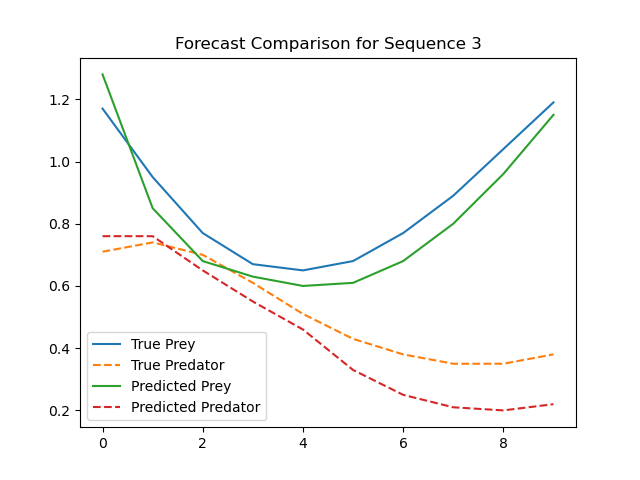 Forecast Comparison for Sequence 3
1.2
1.0
0.8
0.6
0.4
0.2
True Prey
True Predator
Predicted Prey
Predicted Predator
0 2 4 6 8